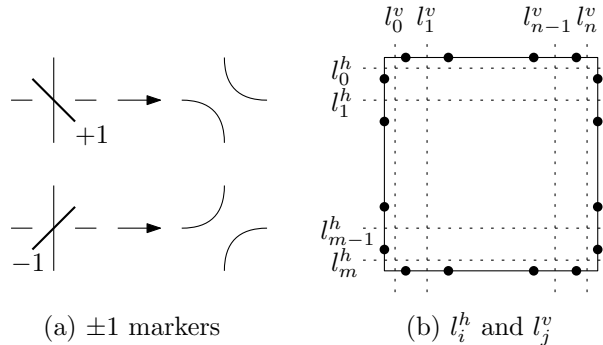 +1
−1
(a) ±1 markers
l_0^v l_1^v l_{n−1}^v l_n^v
l_0^h
l_1^h
l_{m−1}^h
l_m^h
(b) l_i^h and l_j^v